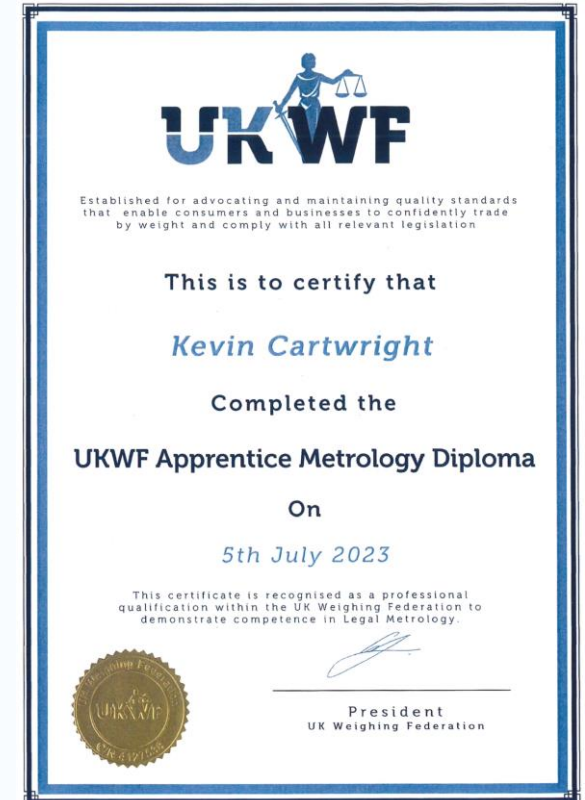 UKWF
Established for advocating and maintaining quality standards
that enable consumers and businesses to confidently trade
by weight and comply with all relevant legislation
This is to certify that
Kevin Cartwright
Completed the
UKWF Apprentice Metrology Diploma
On
5th July 2023
This certificate is recognised as a professional
qualification within the UK Weighing Federation to
demonstrate competence in Legal Metrology.
UKWF
President
UK Weighing Federation